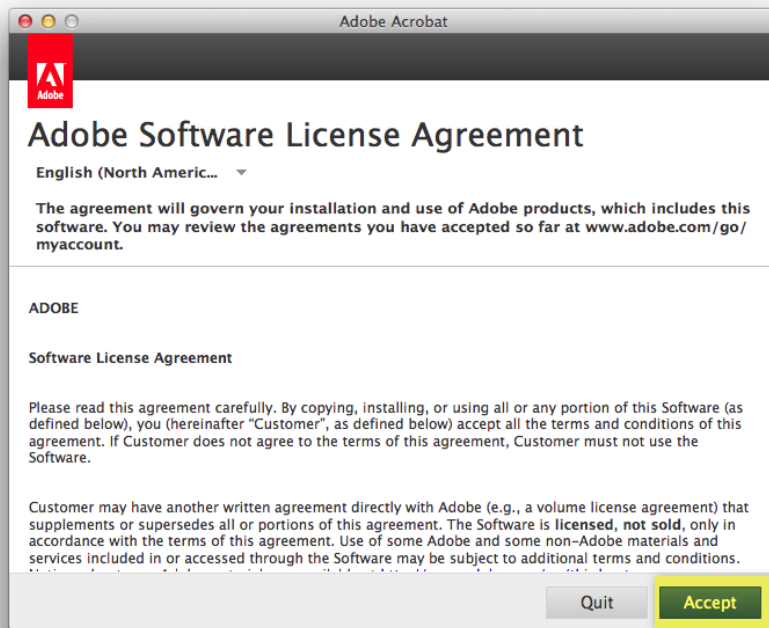 Adobe Acrobat
Adobe
Adobe Software License Agreement
English (North Americ...
The agreement will govern your installation and use of Adobe products, which includes this
software. You may review the agreements you have accepted so far at www.adobe.com/go/
myaccount.
ADOBE
Software License Agreement
Please read this agreement carefully. By copying, installing, or using all or any portion of this Software (as
defined below), you (hereinafter “Customer”, as defined below) accept all the terms and conditions of this
agreement. If Customer does not agree to the terms of this agreement, Customer must not use the
Software.
Customer may have another written agreement directly with Adobe (e.g., a volume license agreement) that
supplements or supersedes all or portions of this agreement. The Software is licensed, not sold, only in
accordance with the terms of this agreement. Use of some Adobe and some non-Adobe materials and
services included in or accessed through the Software may be subject to additional terms and conditions.
Quit
Accept